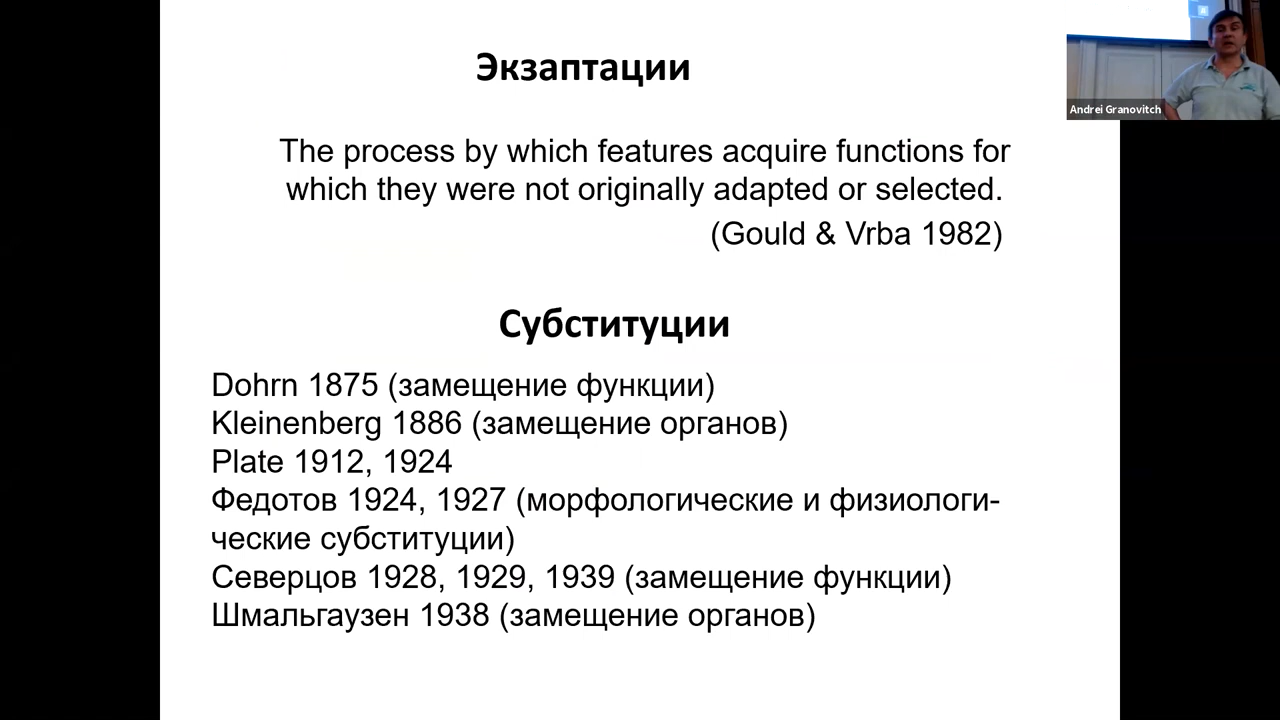 Экзаптации
Andrei Granovitch
The process by which features acquire functions for
which they were not originally adapted or selected.
(Gould & Vrba 1982)
Субституции
Dohrn 1875 (замещение функции)
Kleinenberg 1886 (замещение органов)
Plate 1912, 1924
Федотов 1924, 1927 (морфологические и физиологи-
ческие субституции)
Северцов 1928, 1929, 1939 (замещение функции)
Шмальгаузен 1938 (замещение органов)